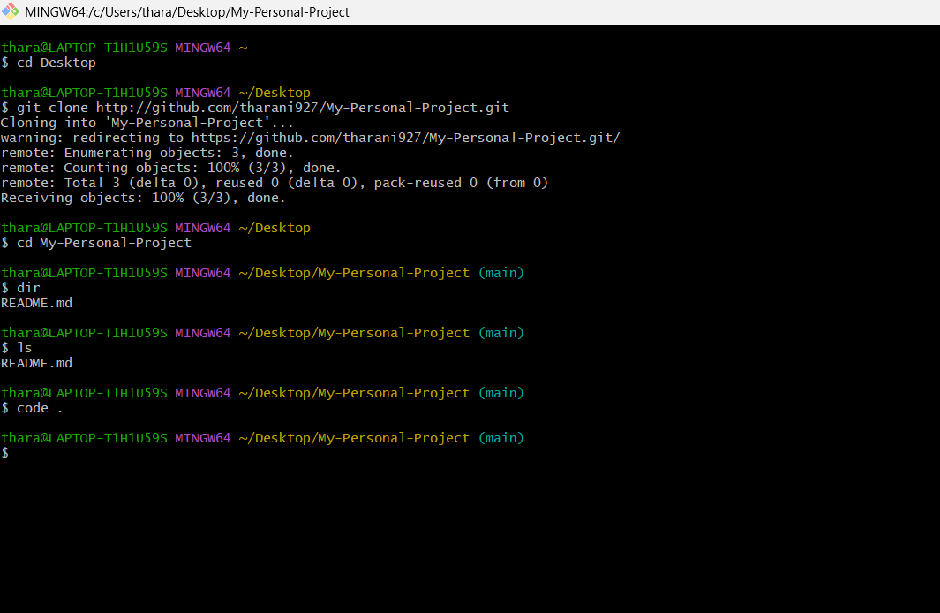 MINGW64:/c/Users/thara/Desktop/My-Personal-Project
thara@LAPTOP-T1H1U59S MINGW64 ~
$ cd Desktop
thara@LAPTOP-T1H1U59S MINGW64 ~/Desktop
$ git clone http://github.com/tharani927/My-Personal-Project.git
Cloning into 'My-Personal-Project'...
warning: redirecting to https://github.com/tharani927/My-Personal-Project.git/
remote: Enumerating objects: 3, done.
remote: Counting objects: 100% (3/3), done.
remote: Total 3 (delta 0), reused 0 (delta 0), pack-reused 0 (from 0)
Receiving objects: 100% (3/3), done.
thara@LAPTOP-T1H1U59S MINGW64 ~/Desktop
$ cd My-Personal-Project
thara@LAPTOP-T1H1U59S MINGW64 ~/Desktop/My-Personal-Project (main)
$ dir
README.md
thara@LAPTOP-T1H1U59S MINGW64 ~/Desktop/My-Personal-Project (main)
$ ls
README.md
thara@LAPTOP-T1H1U59S MINGW64 ~/Desktop/My-Personal-Project (main)
$ code .
thara@LAPTOP-T1H1U59S MINGW64 ~/Desktop/My-Personal-Project (main)
$